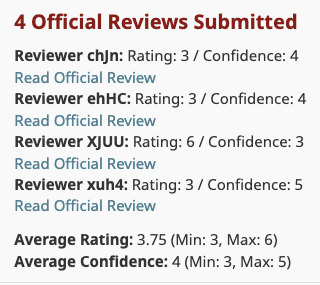 4 Official Reviews Submitted
Reviewer chJn: Rating: 3 / Confidence: 4
Read Official Review
Reviewer ehHC: Rating: 3 / Confidence: 4
Read Official Review
Reviewer XJUU: Rating: 6 / Confidence: 3
Read Official Review
Reviewer xuh4: Rating: 3 / Confidence: 5
Read Official Review
Average Rating: 3.75 (Min: 3, Max: 6)
Average Confidence: 4 (Min: 3, Max: 5)